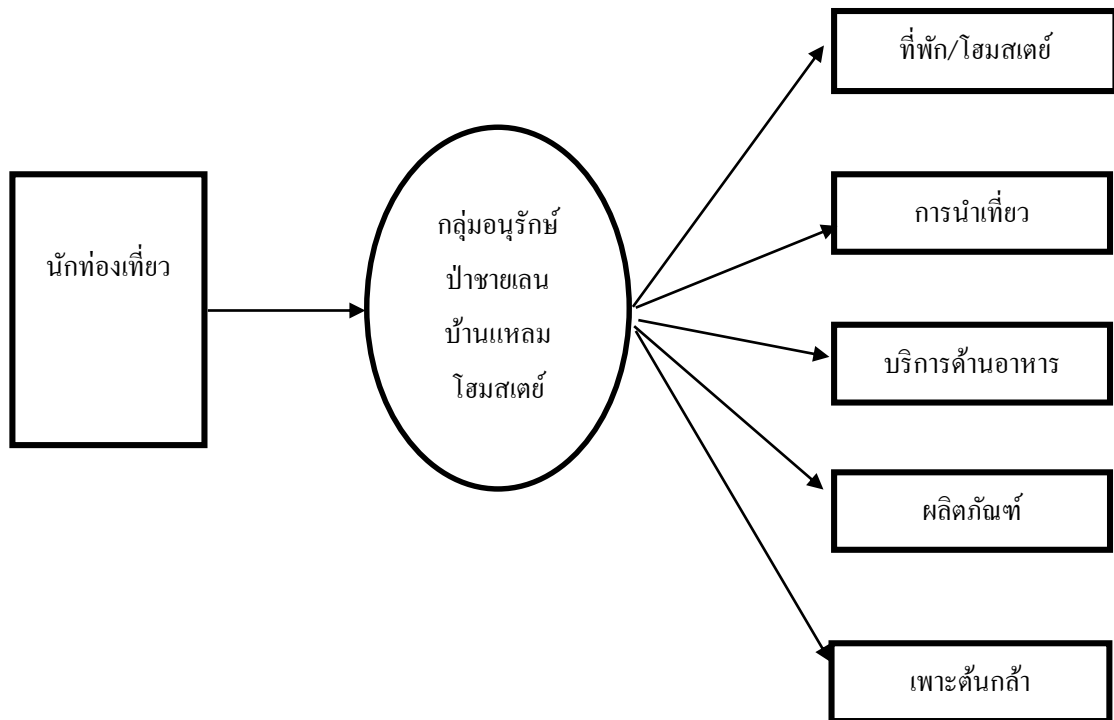 นักท่องเที่ยว
กลุ่มอนุรักษ์
ป่าชายเลน
บ้านแหลม
โฮมสเตย์
ที่พัก/โฮมสเตย์
การนำเที่ยว
บริการด้านอาหาร
ผลิตภัณฑ์
เพาะต้นกล้า